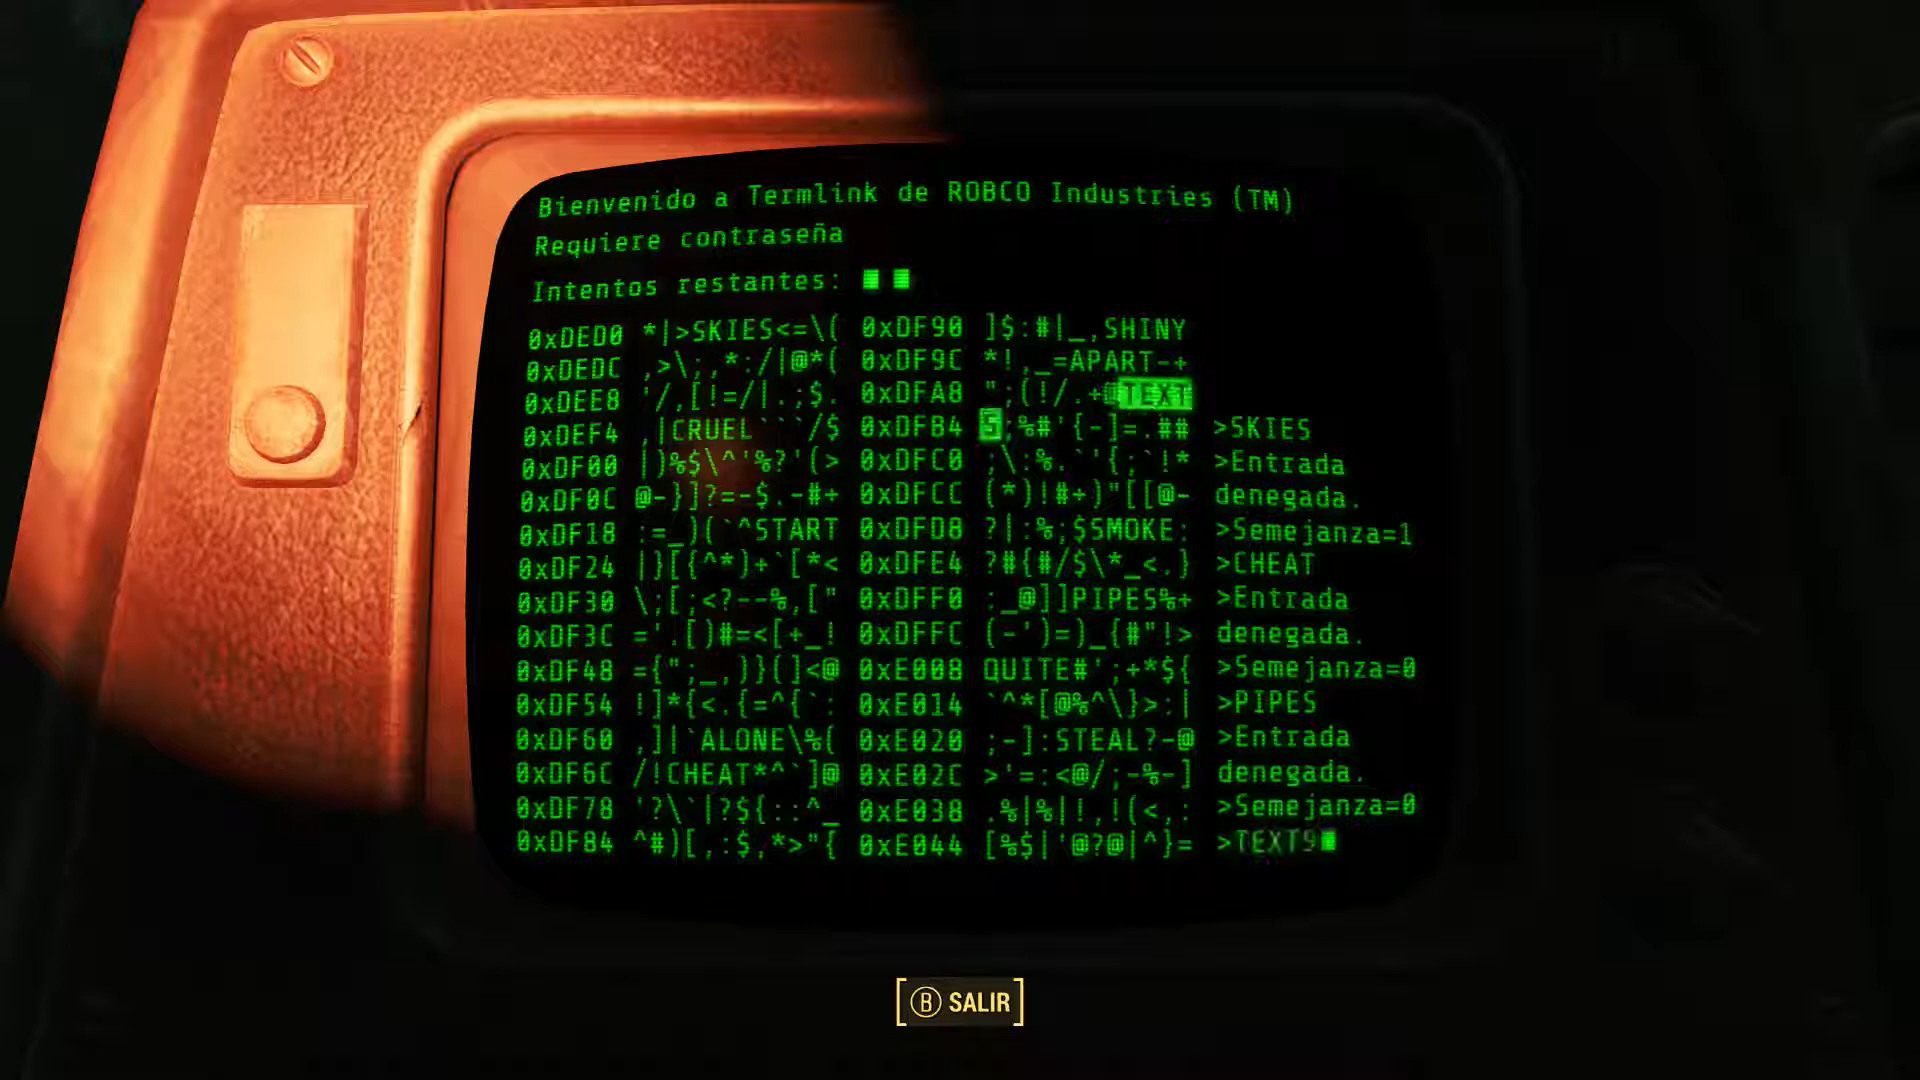 Bienvenido a Termlink de ROBCO Industries (TM)
Requiere contraseña
Intentos restantes:
0xDED0 *|>SKIES<=\( 0xDF90 ]$:#|_,SHINY
0xDEDC ,>\;,*:/|@*( 0xDF9C *!,_=APART-+
0xDEE8 '/,[!=/|.;$. 0xDFA8 ";(!/.+@TEXT
0xDEF4 ,|CRUEL```/$ 0xDFB4 S;%#'{-]=.## >SKIES
0xDF00 |)%$\^'%?'(> 0xDFC0 ;\:%.`'{;`!* >Entrada
0xDF0C @-}]?=-$.-#+ 0xDFCC (*)!#+)"[[@- denegada.
0xDF18 :=_)(`^START 0xDFD8 ?|:%;$SMOKE: >Semejanza=1
0xDF24 |}[{^*)+`[*< 0xDFE4 ?#{#/$\*_<.} >CHEAT
0xDF30 \;[;<?--%,[" 0xDFF0 :_@]]PIPES%+ >Entrada
0xDF3C ='.[)#=<[+_! 0xDFFC (-')=)_{#"!> denegada.
0xDF48 ={";_,)}(]<@ 0xE008 QUITE#';+*${ >Semejanza=0
0xDF54 !]*{<.{=^{`: 0xE014 `^*[@%^\}>:| >PIPES
0xDF60 ,]|`ALONE\%( 0xE020 ;-]:STEAL?-@ >Entrada
0xDF6C /!CHEAT*^`]@ 0xE02C >'=:<@/;-%-] denegada.
0xDF78 '?\`|?${::^_ 0xE038 .%|%|!,!(<,: >Semejanza=0
0xDF84 ^#)[,:$,*>"{ 0xE044 [%$|'@?@|^}= >TEXT
B SALIR